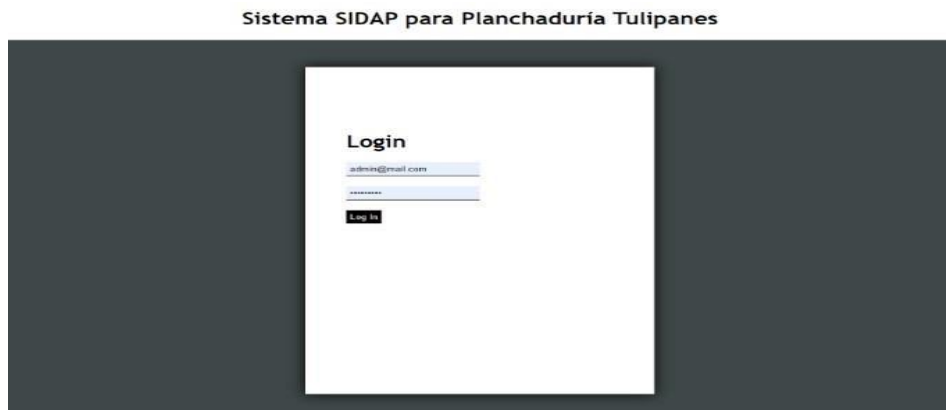 Sistema SIDAP para Planchaduría Tulipanes
Login
admin@mail.com
••••••••••
Log In